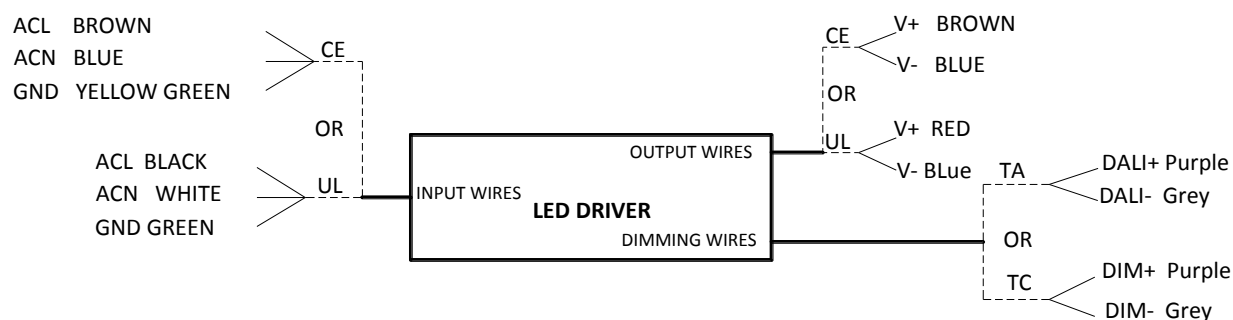 ACL BROWN
ACN BLUE
GND YELLOW GREEN
CE
OR
ACL BLACK
ACN WHITE
GND GREEN
UL
INPUT WIRES
OUTPUT WIRES
LED DRIVER
DIMMING WIRES
CE
V+ BROWN
V- BLUE
OR
UL
V+ RED
V- BLue
TA
DALI+ Purple
DALI- Grey
OR
TC
DIM+ Purple
DIM- Grey